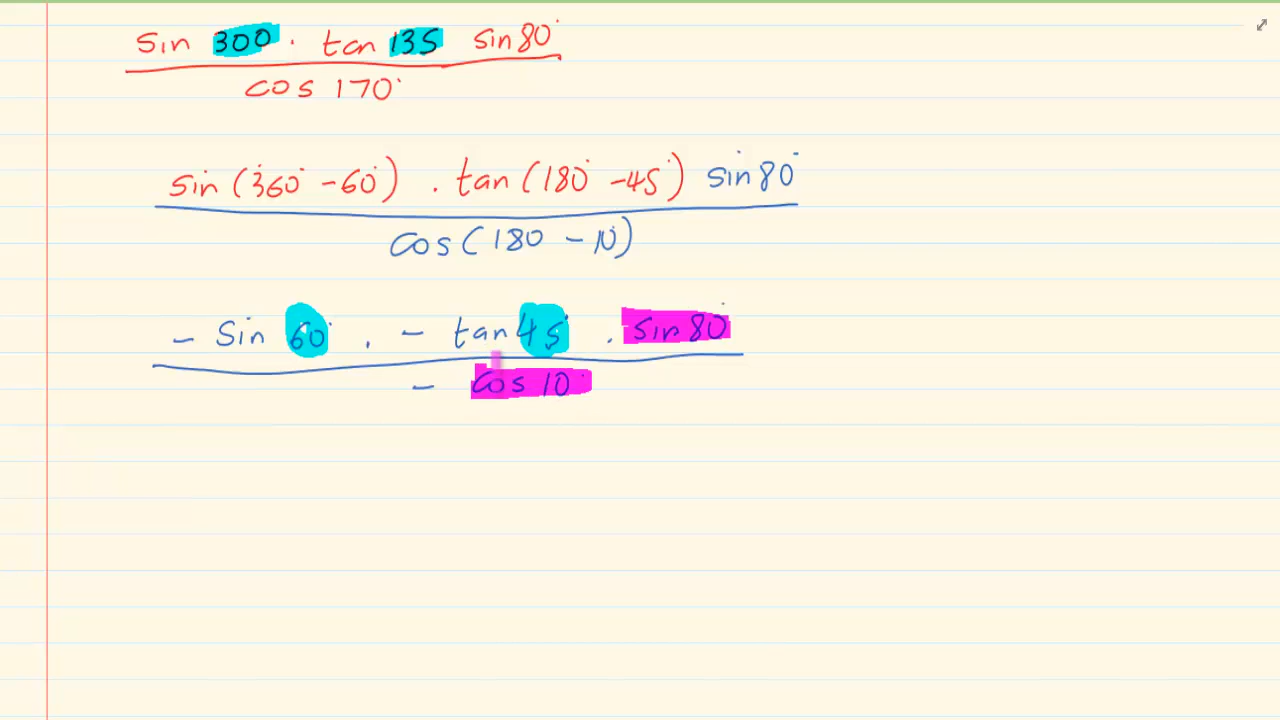 sin 300 · tan 135 sin 80°
cos 170°
sin (360° - 60°) . tan (180° - 45°) sin 80°
cos (180 - 10°)
- Sin 60° . - tan 45° . sin 80°
- cos 10°